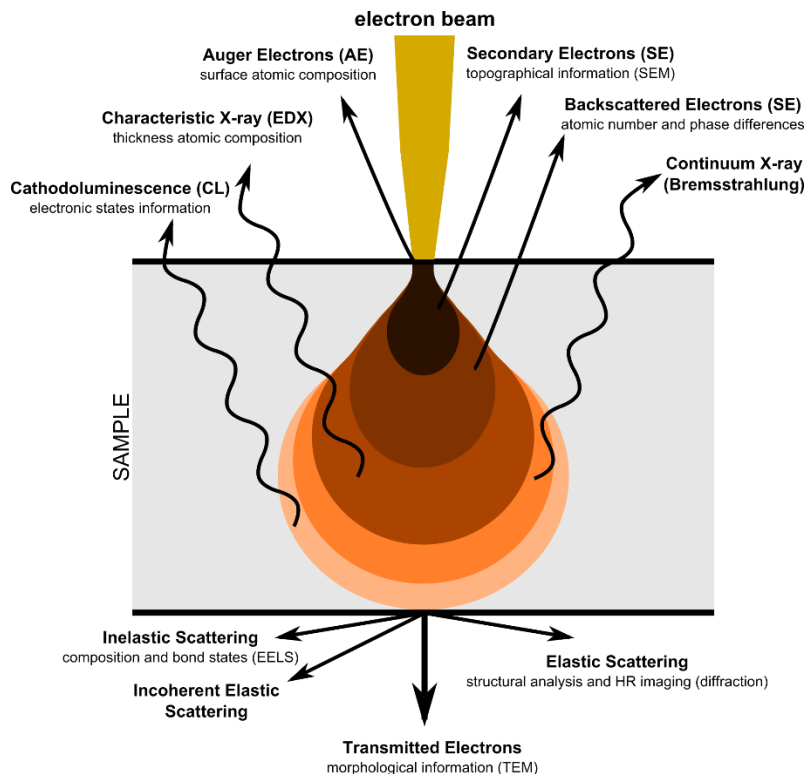 electron beam
Auger Electrons (AE)
surface atomic composition
Secondary Electrons (SE)
topographical information (SEM)
Characteristic X-ray (EDX)
thickness atomic composition
Backscattered Electrons (SE)
atomic number and phase differences
Cathodoluminescence (CL)
electronic states information
Continuum X-ray
(Bremsstrahlung)
SAMPLE
Inelastic Scattering
composition and bond states (EELS)
Incoherent Elastic
Scattering
Elastic Scattering
structural analysis and HR imaging (diffraction)
Transmitted Electrons
morphological information (TEM)